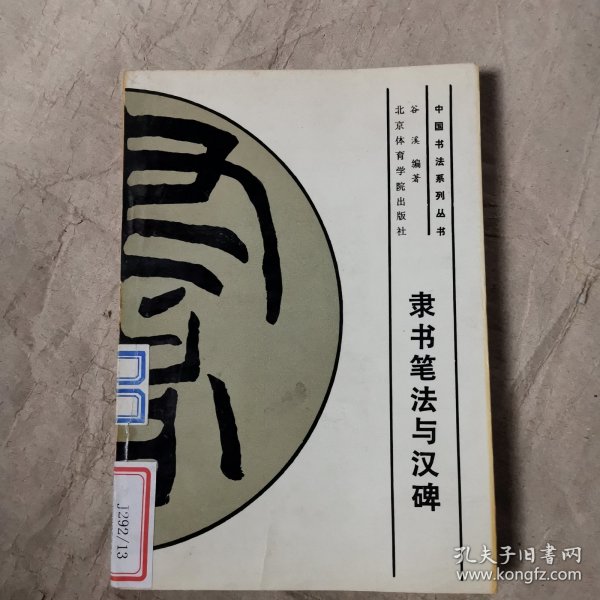 中国书法系列丛书
谷溪 编著
北京体育学院出版社
隶书笔法与汉碑
J292/13
孔夫子旧书网
www.kongfz.com